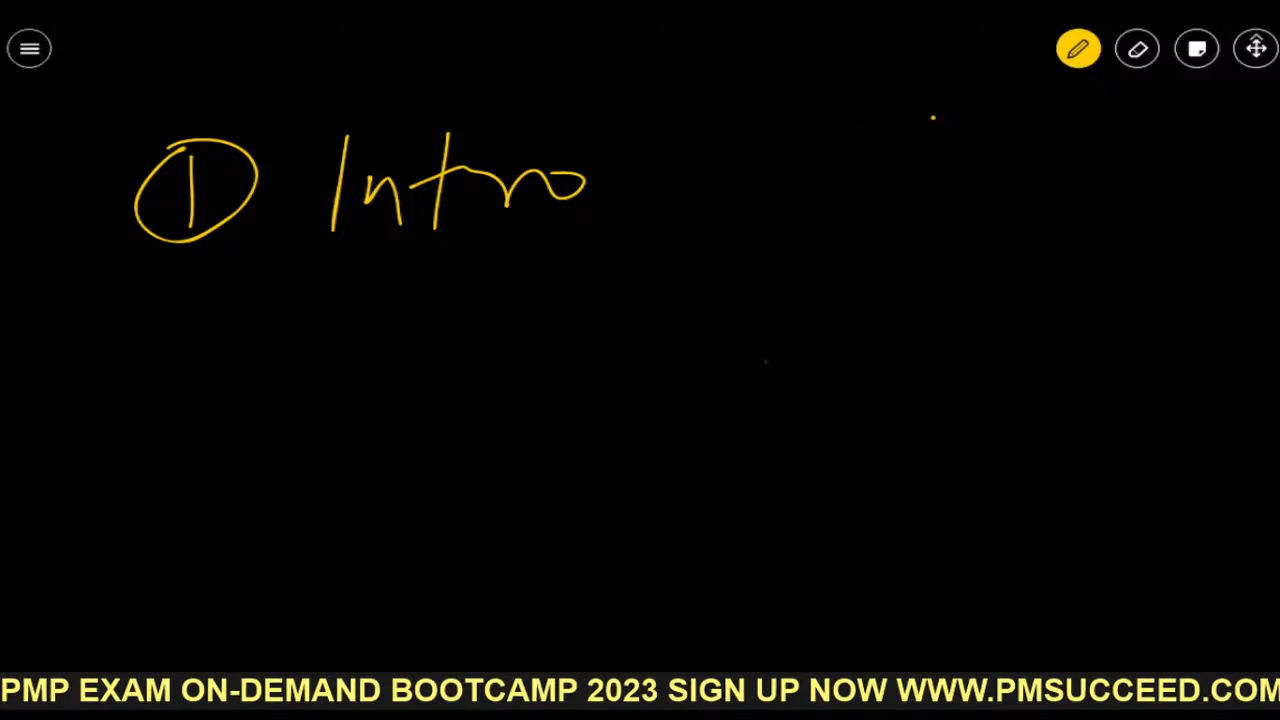 ① Intro
PMP EXAM ON-DEMAND BOOTCAMP 2023 SIGN UP NOW WWW.PMSUCCEED.COM